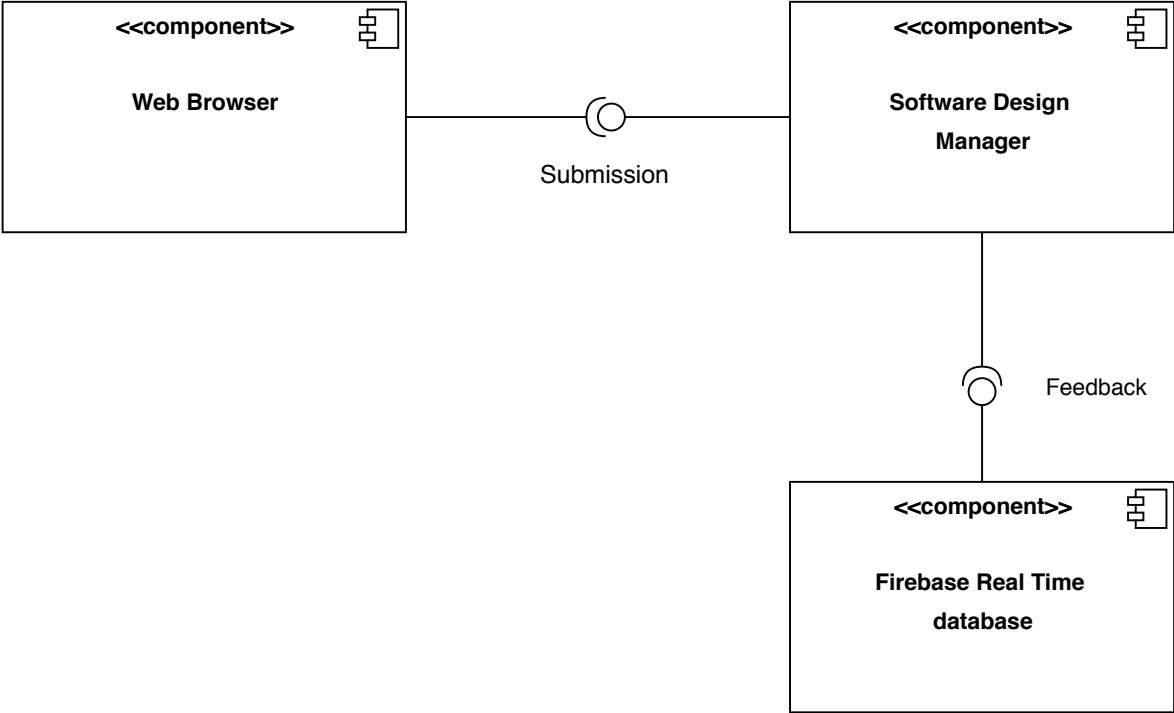 <<component>>
Web Browser
<<component>>
Software Design
Manager
Submission
Feedback
<<component>>
Firebase Real Time
database